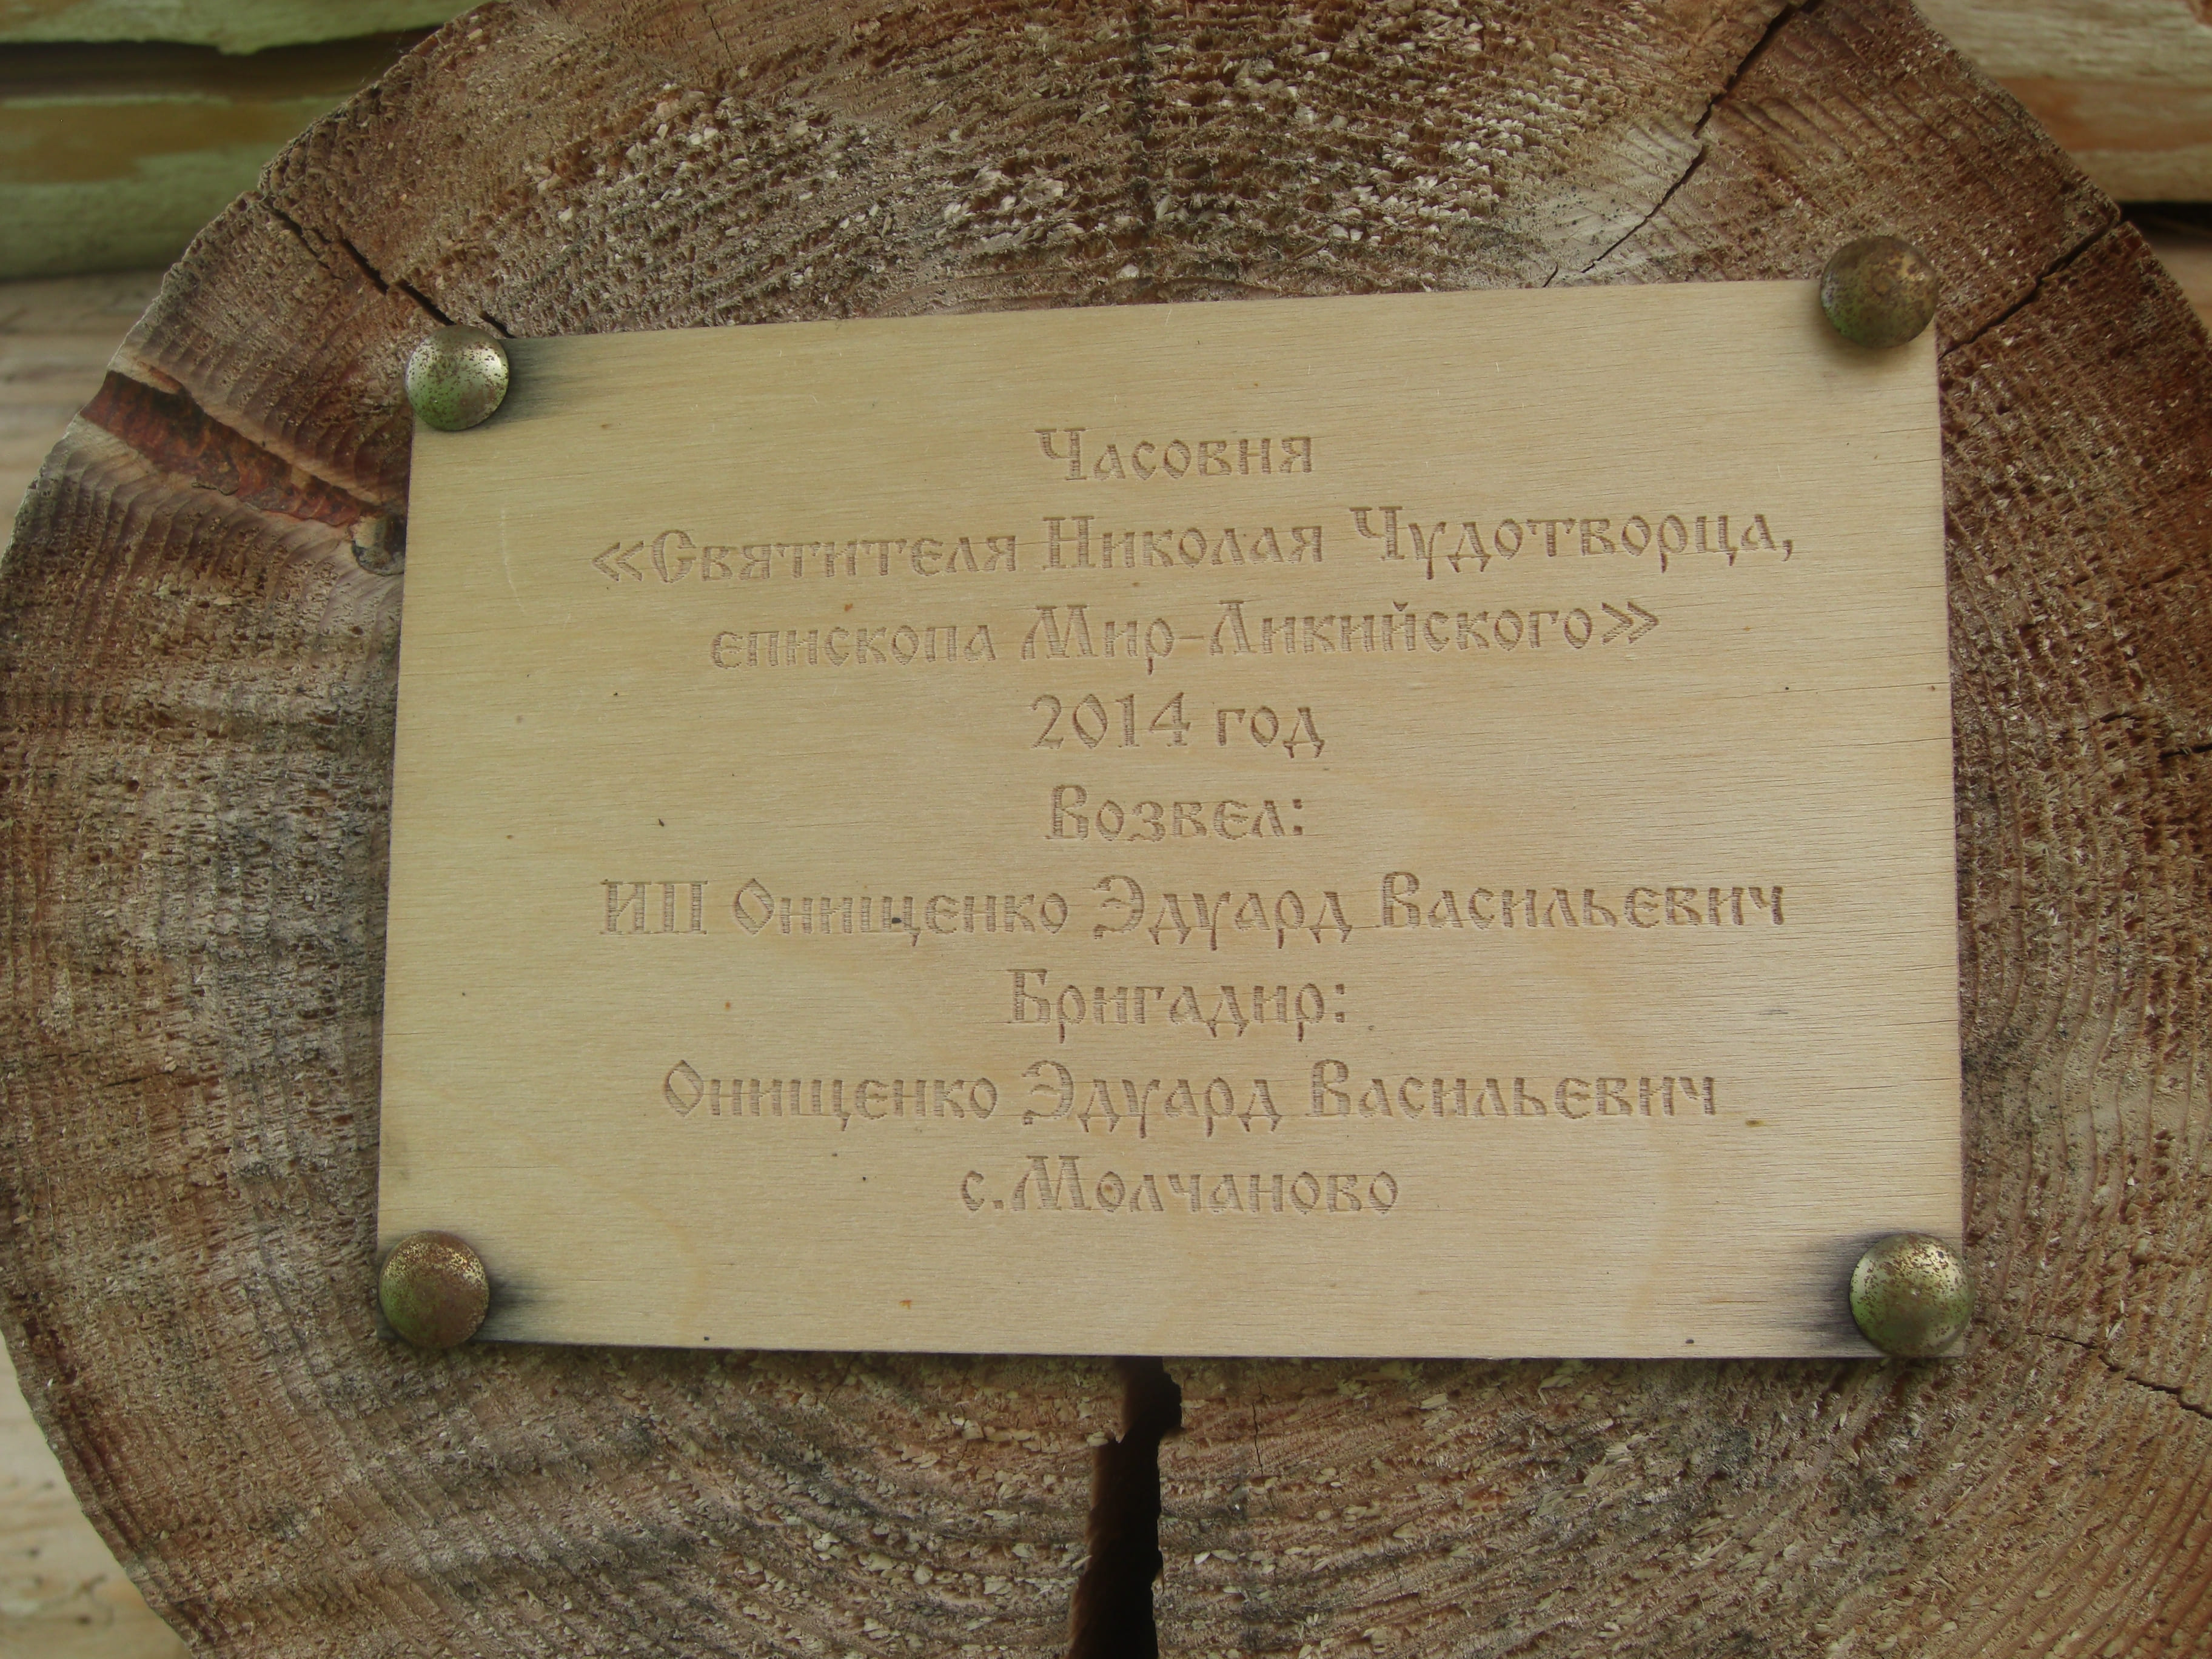 Часовня
«Святителя Николая Чудотворца,
епископа Мир-Ликийского»
2014 год
Возвел:
ИП Онищенко Эдуард Васильевич
Бригадир:
Онищенко Эдуард Васильевич
с.Молчаново